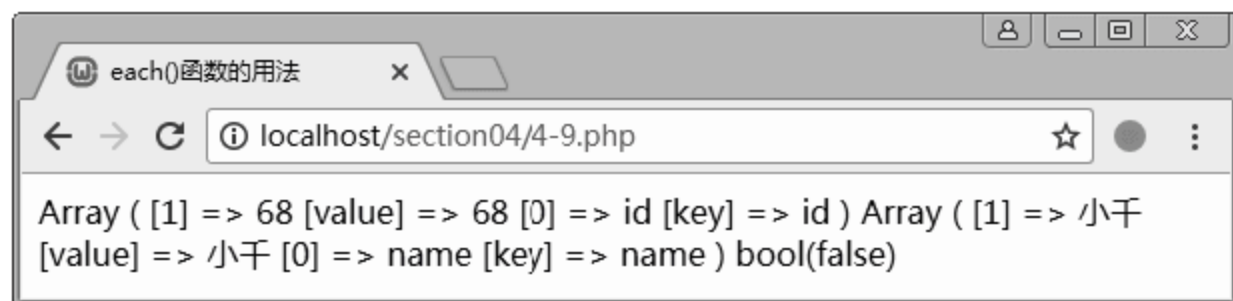 each()函数的用法
localhost/section04/4-9.php
Array ( [1] => 68 [value] => 68 [0] => id [key] => id ) Array ( [1] => 小千
[value] => 小千 [0] => name [key] => name ) bool(false)